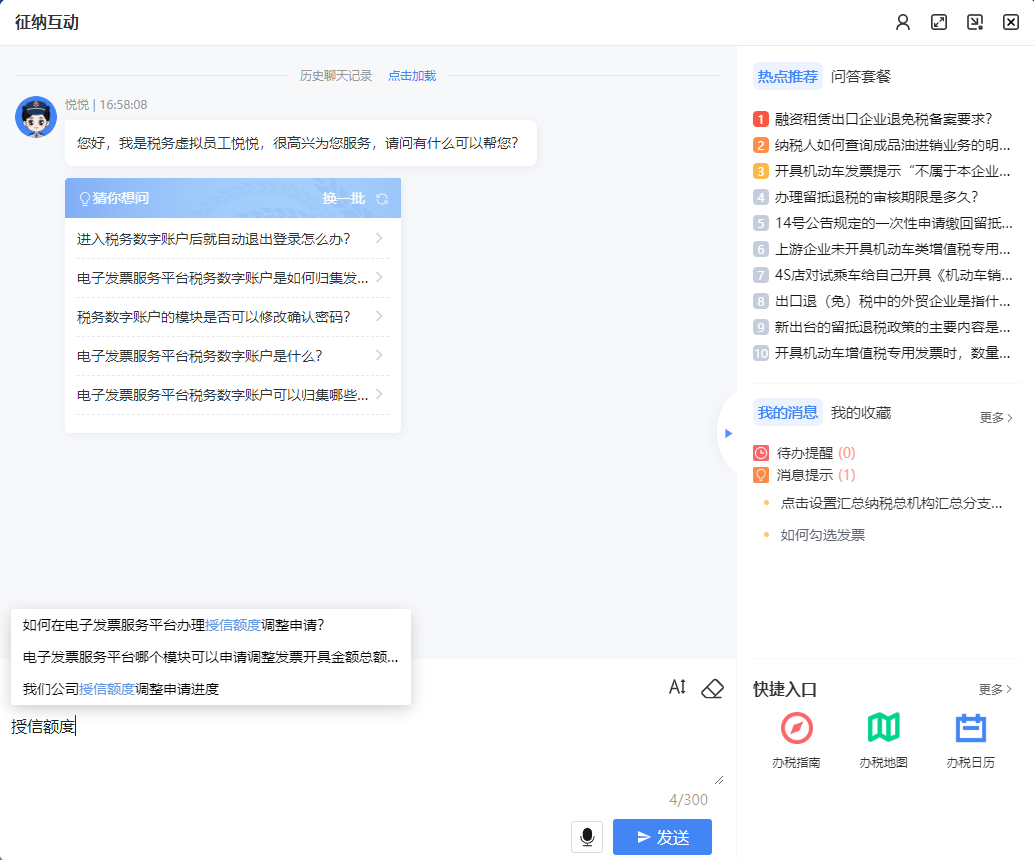 征纳互动
历史聊天记录 点击加载
悦悦 | 16:58:08
您好，我是税务虚拟员工悦悦，很高兴为您服务，请问有什么可以帮您？
猜你想问 换一批
进入税务数字账户后就自动退出登录怎么办？
电子发票服务平台税务数字账户是如何归集发...
税务数字账户的模块是否可以修改确认密码？
电子发票服务平台税务数字账户是什么？
电子发票服务平台税务数字账户可以归集哪些...
如何在电子发票服务平台办理授信额度调整申请？
电子发票服务平台哪个模块可以申请调整发票开具金额总额...
我们公司授信额度调整申请进度
授信额度
4/300
发送
热点推荐 问答套餐
1 融资租赁出口企业退免税备案要求？
2 纳税人如何查询成品油进销业务的明...
3 开具机动车发票提示“不属于本企业...
4 办理留抵退税的审核期限是多久？
5 14号公告规定的一次性申请缴回留抵...
6 上游企业未开具机动车类增值税专用...
7 4S店对试乘车给自己开具《机动车销...
8 出口退（免）税中的外贸企业是指什...
9 新出台的留抵退税政策的主要内容是...
10 开具机动车增值税专用发票时，数量...
我的消息 我的收藏 更多
待办提醒 (0)
消息提示 (1)
点击设置汇总纳税总机构汇总分支...
如何勾选发票
快捷入口 更多
办税指南 办税地图 办税日历